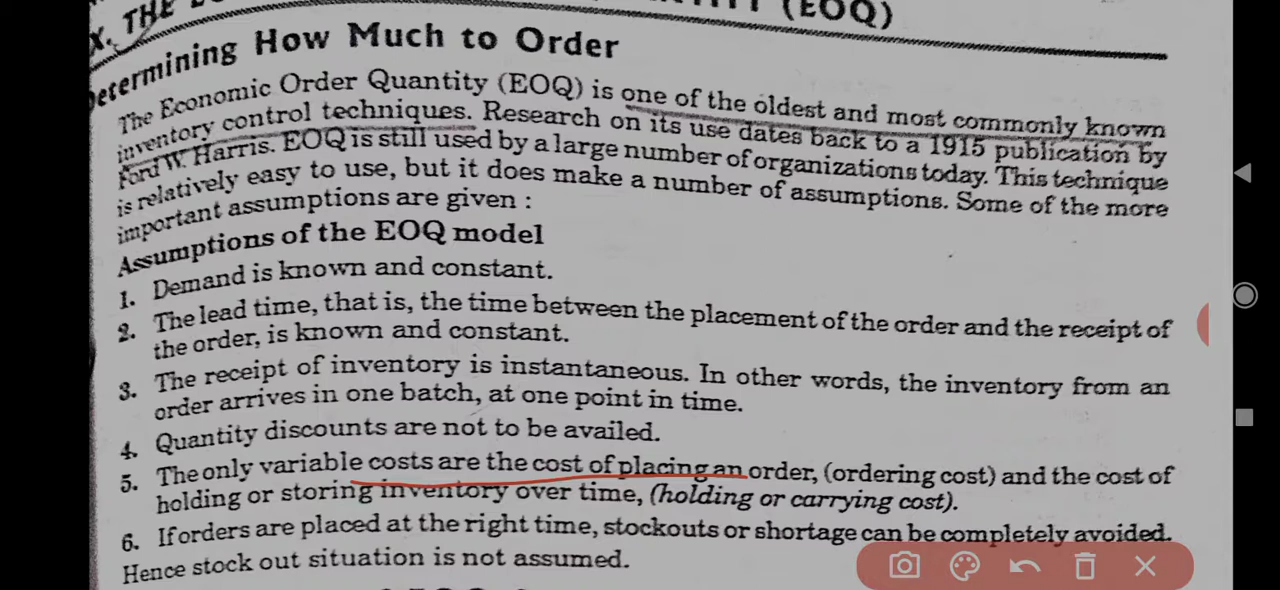 X. THE
(EOQ)
Determining How Much to Order
The Economic Order Quantity (EOQ) is one of the oldest and most commonly known
inventory control techniques. Research on its use dates back to a 1915 publication by
Ford W. Harris. EOQ is still used by a large number of organizations today. This technique
is relatively easy to use, but it does make a number of assumptions. Some of the more
important assumptions are given :
Assumptions of the EOQ model
1. Demand is known and constant.
2. The lead time, that is, the time between the placement of the order and the receipt of
the order, is known and constant.
3. The receipt of inventory is instantaneous. In other words, the inventory from an
order arrives in one batch, at one point in time.
4. Quantity discounts are not to be availed.
5. The only variable costs are the cost of placing an order, (ordering cost) and the cost of
holding or storing inventory over time, (holding or carrying cost).
6. If orders are placed at the right time, stockouts or shortage can be completely avoided.
Hence stock out situation is not assumed.